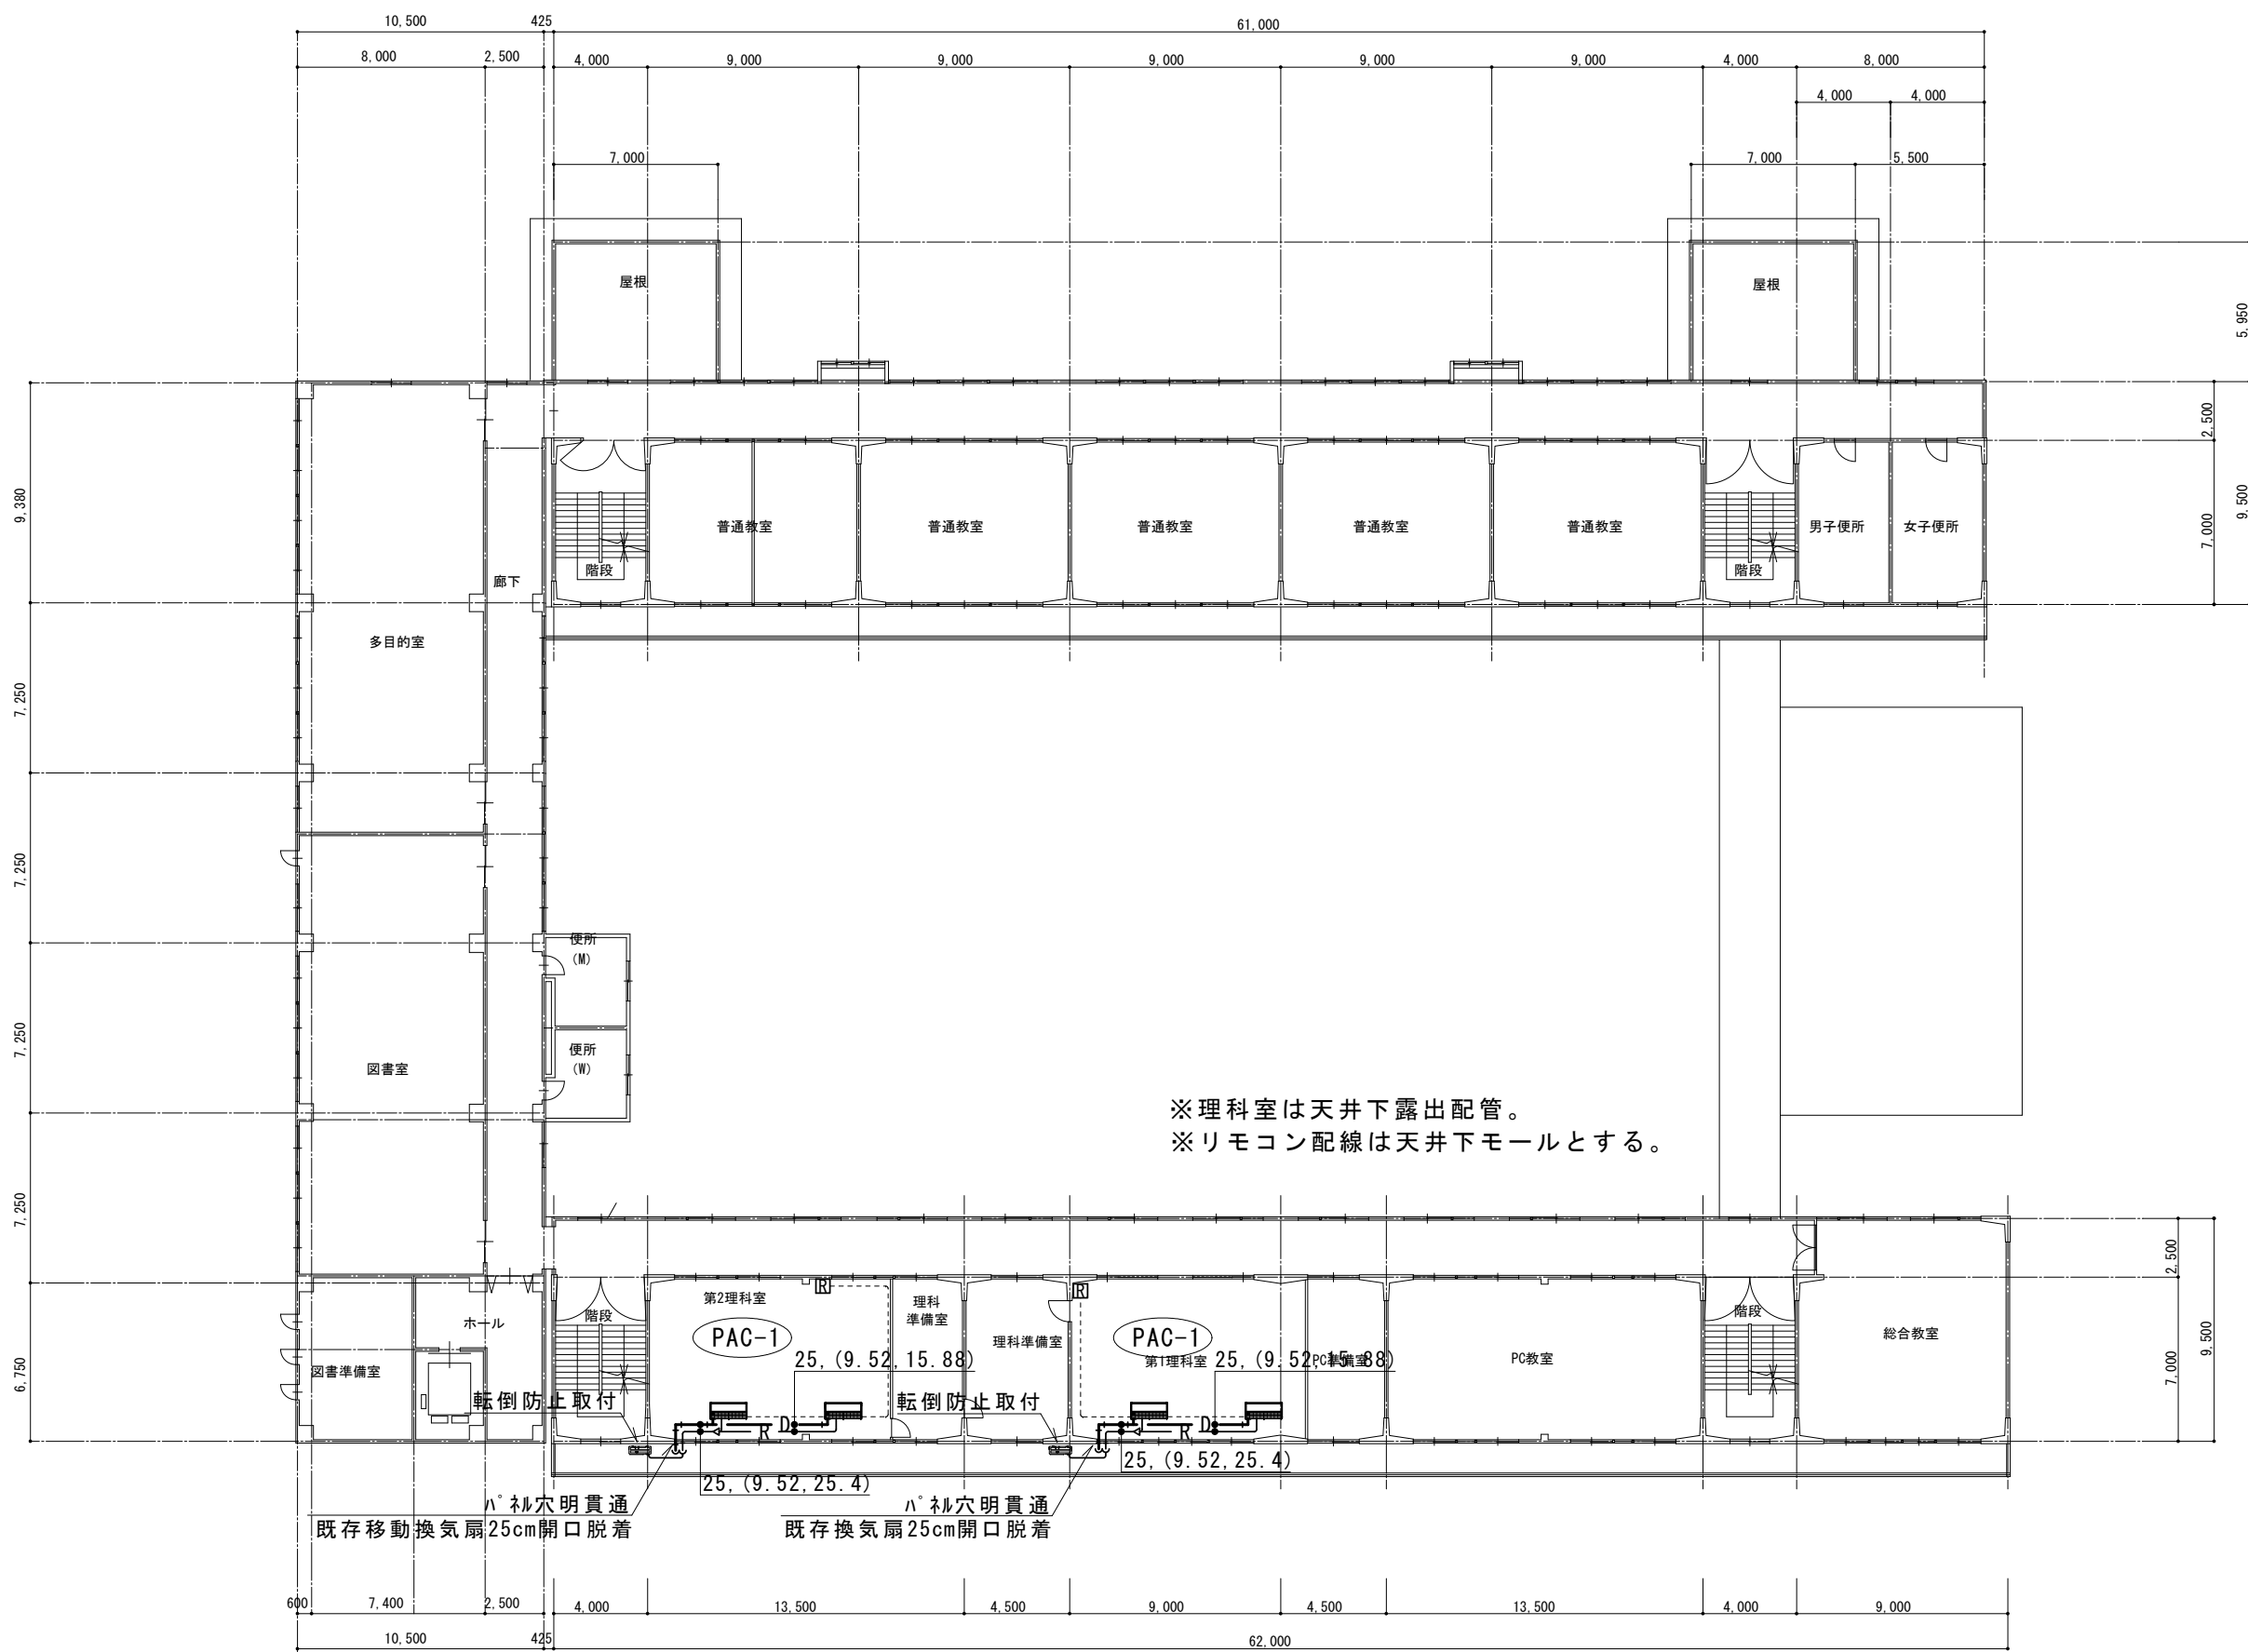 10,500
425
61,000
8,000
2,500
4,000
9,000
9,000
9,000
9,000
9,000
4,000
8,000
4,000
4,000
7,000
7,000
5,500
屋根
屋根
5,950
2,500
9,500
7,000
9,380
7,250
7,250
7,250
7,250
6,750
普通教室
普通教室
普通教室
普通教室
普通教室
男子便所
女子便所
階段
階段
廊下
多目的室
便所
(M)
便所
(W)
図書室
※理科室は天井下露出配管。
※リモコン配線は天井下モールとする。
2,500
9,500
7,000
第2理科室
R
理科
準備室
R
階段
階段
ホール
PAC-1
PAC-1
理科準備室
総合教室
図書準備室
25,(9.52,15.88)
第1理科室
25,(9.52,15.88)
PC準備室
PC教室
転倒防止取付
転倒防止取付
R
D
R
D
25,(9.52,25.4)
25,(9.52,25.4)
パネル穴明貫通
既存移動換気扇25cm開口脱着
パネル穴明貫通
既存換気扇25cm開口脱着
600
7,400
2,500
4,000
13,500
4,500
9,000
4,500
13,500
4,000
9,000
10,500
425
62,000